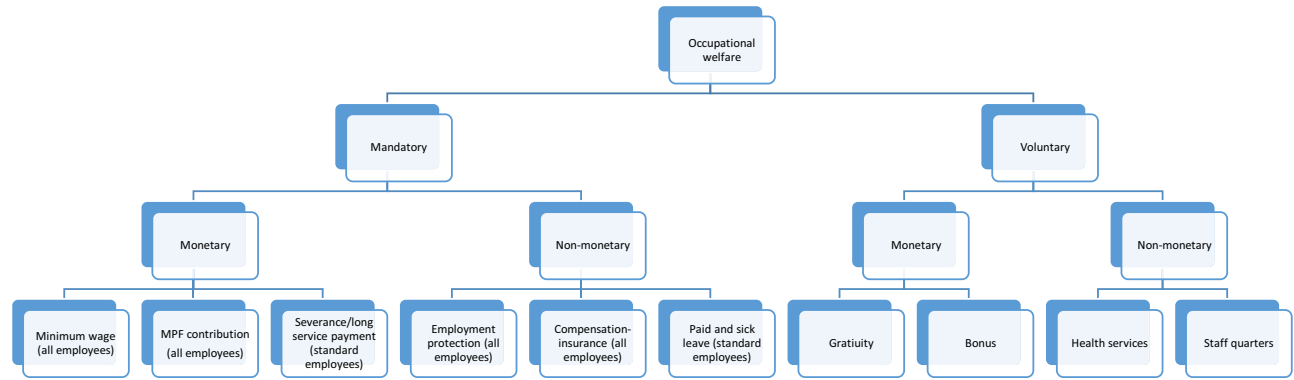 Occupational
welfare
Mandatory
Voluntary
Monetary
Non-monetary
Monetary
Non-monetary
Minimum wage
(all employees)
MPF contribution
(all employees)
Severance/long
service payment
(standard
employees)
Employment
protection (all
employees)
Compensation-
insurance (all
employees)
Paid and sick
leave (standard
employees)
Gratiuity
Bonus
Health services
Staff quarters